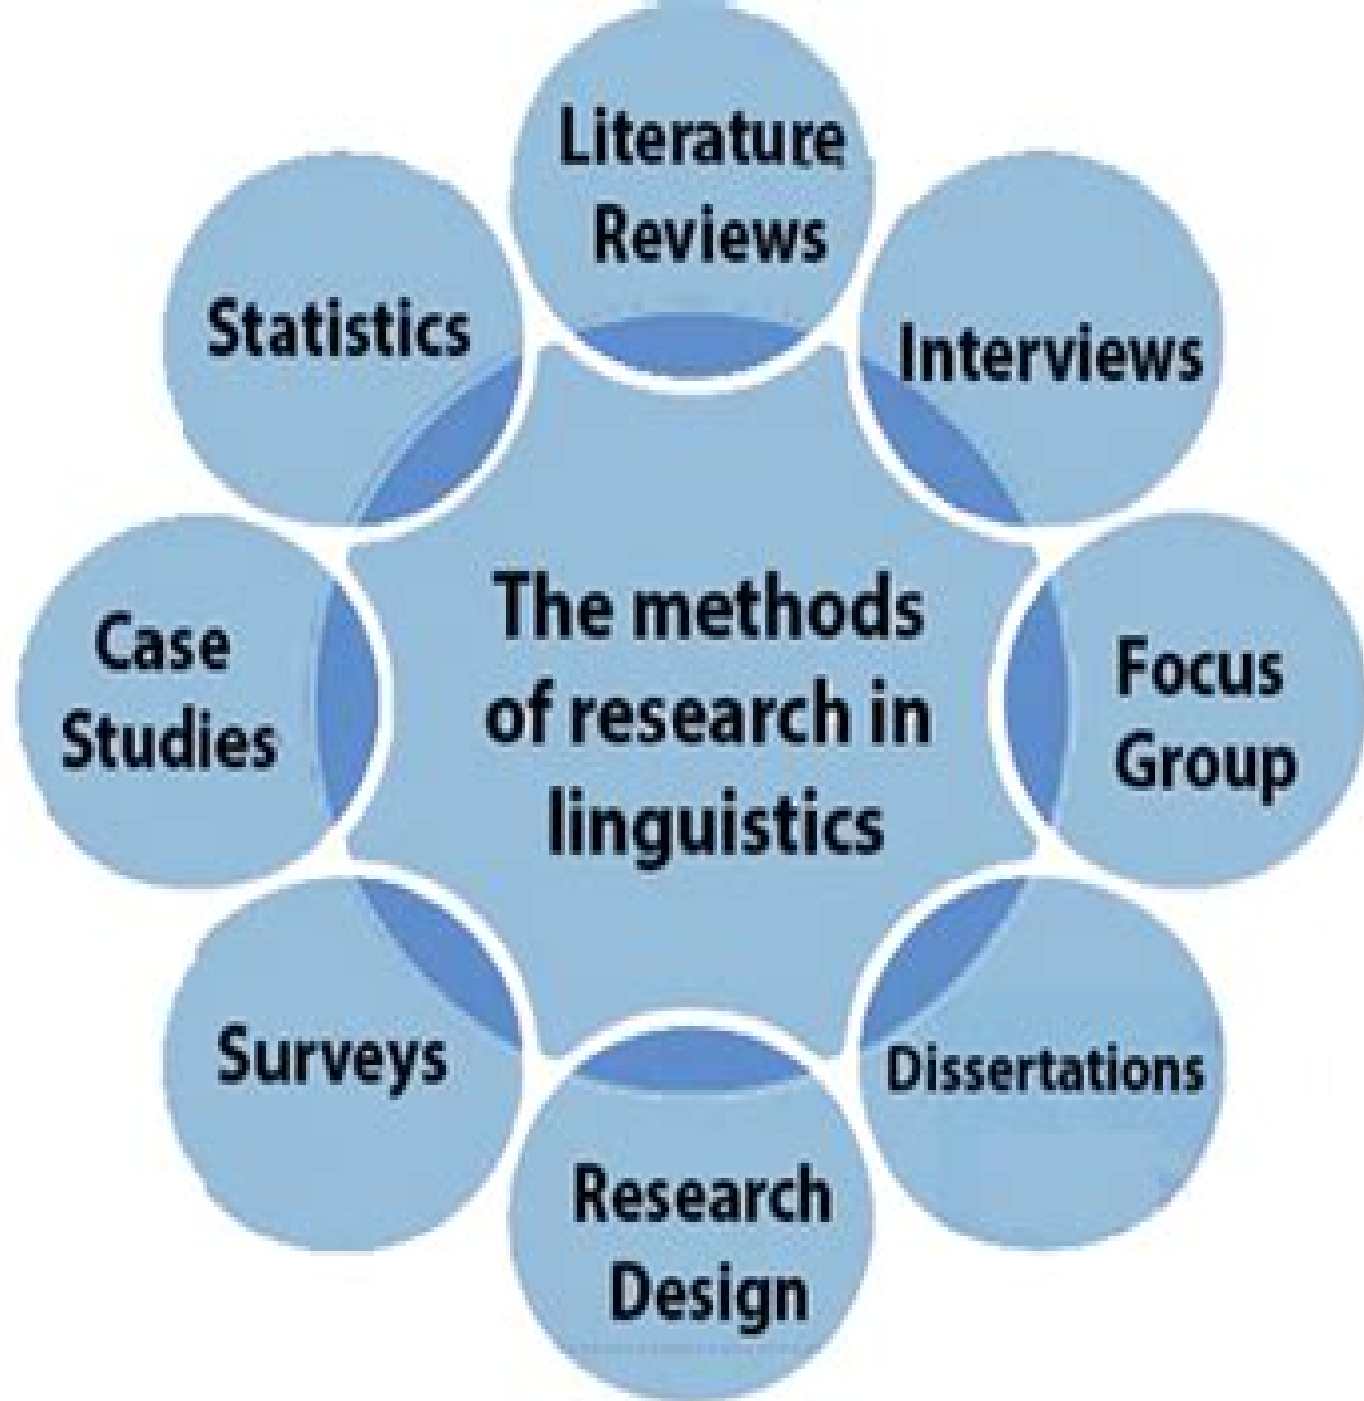 Literature
Reviews
Interviews
Focus
Group
Dissertations
Research
Design
Surveys
Case
Studies
Statistics
The methods
of research in
linguistics